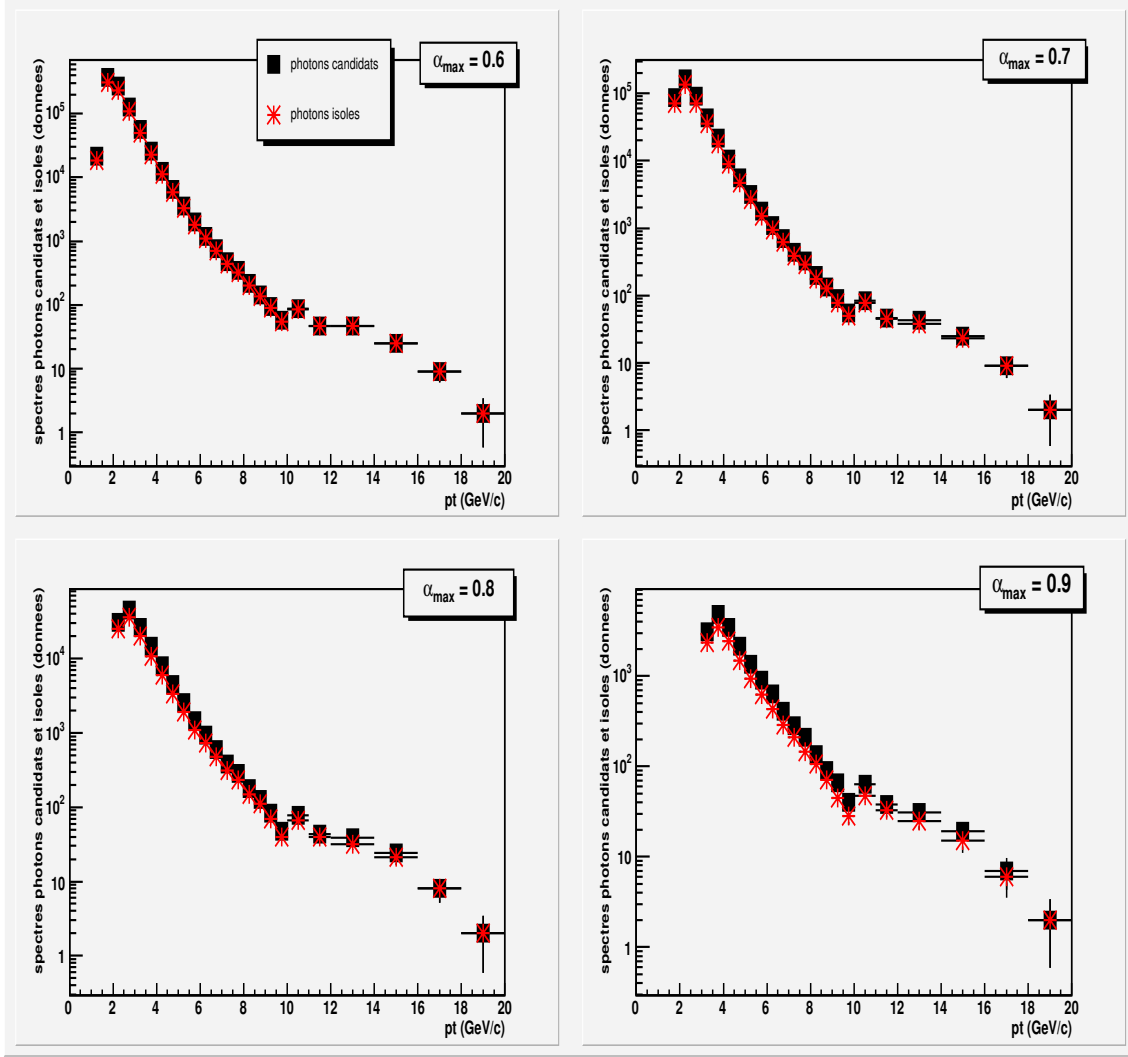 α_max = 0.6
photons candidats
photons isoles
spectres photons candidats et isoles (donnees)
10^5
10^4
10^3
10^2
10
1
0 2 4 6 8 10 12 14 16 18 20
pt (GeV/c)
α_max = 0.7
spectres photons candidats et isoles (donnees)
10^5
10^4
10^3
10^2
10
1
0 2 4 6 8 10 12 14 16 18 20
pt (GeV/c)
α_max = 0.8
spectres photons candidats et isoles (donnees)
10^4
10^3
10^2
10
1
0 2 4 6 8 10 12 14 16 18 20
pt (GeV/c)
α_max = 0.9
spectres photons candidats et isoles (donnees)
10^3
10^2
10
1
0 2 4 6 8 10 12 14 16 18 20
pt (GeV/c)